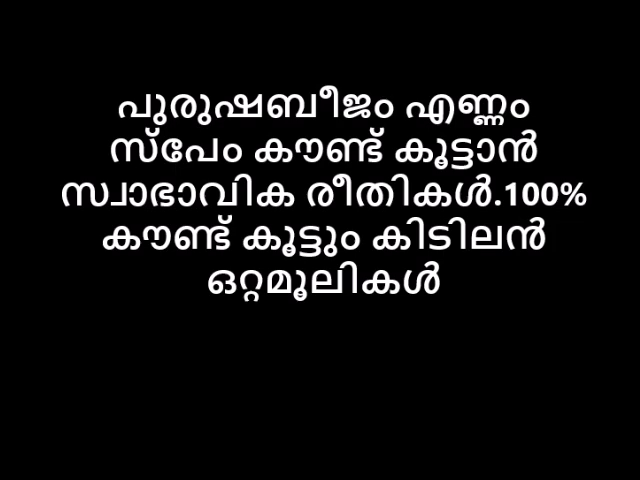 പുരുഷബീജം എണ്ണം
സ്പേം കൗണ്ട് കൂട്ടാൻ
സ്വാഭാവിക രീതികൾ.100%
കൗണ്ട് കൂട്ടും കിടിലൻ
ഒറ്റമൂലികൾ